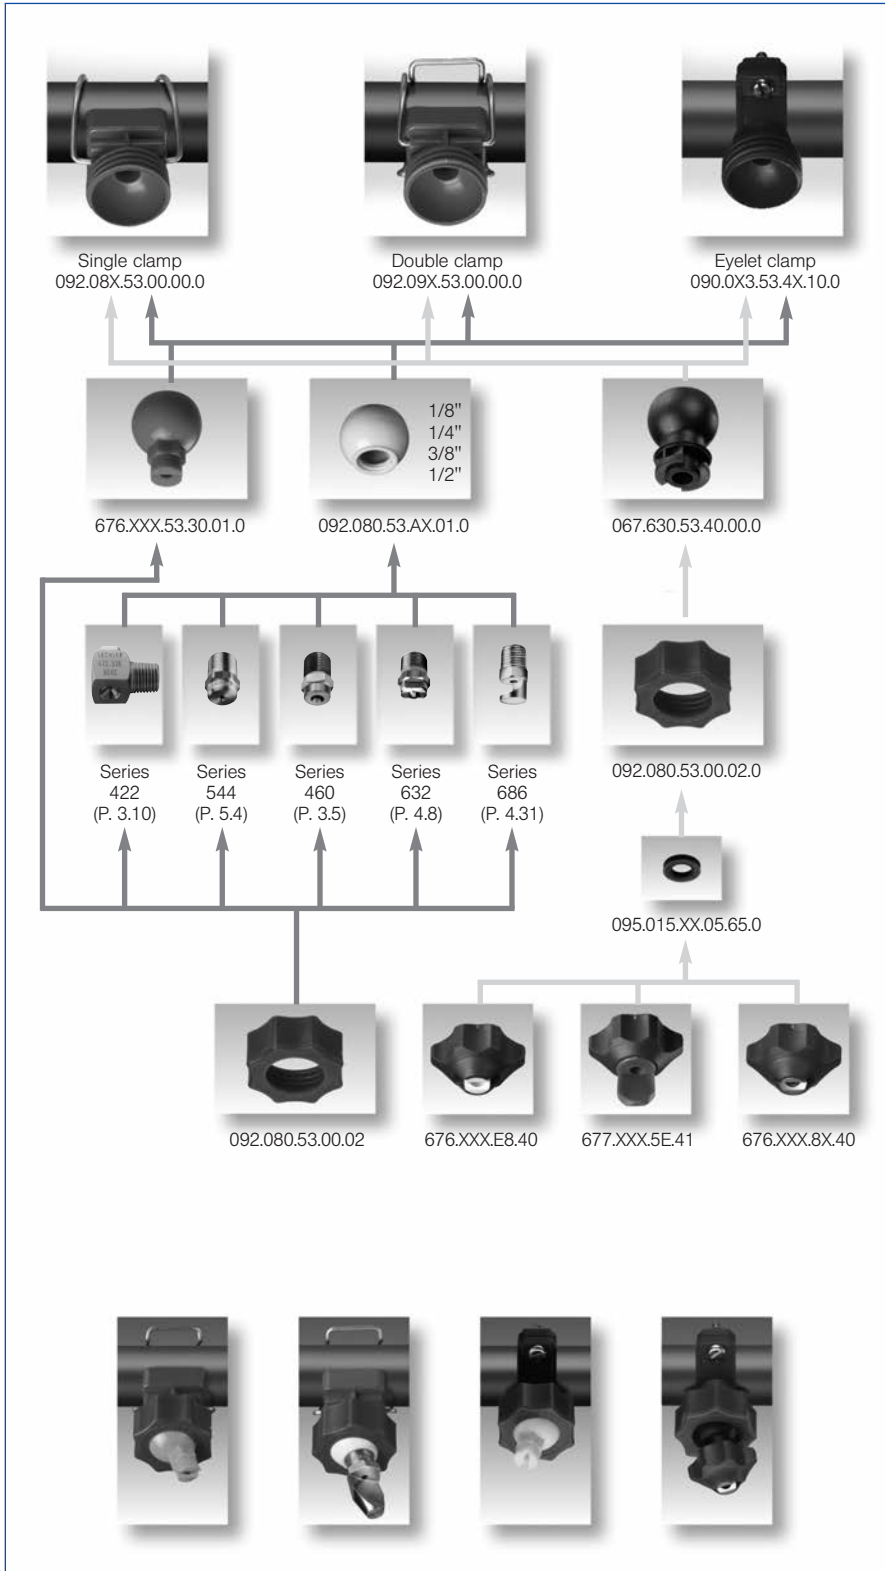 Single clamp
092.08X.53.00.00.0
Double clamp
092.09X.53.00.00.0
Eyelet clamp
090.0X3.53.4X.10.0
1/8"
1/4"
3/8"
1/2"
676.XXX.53.30.01.0
092.080.53.AX.01.0
067.630.53.40.00.0
Series
422
(P. 3.10)
Series
544
(P. 5.4)
Series
460
(P. 3.5)
Series
632
(P. 4.8)
Series
686
(P. 4.31)
092.080.53.00.02.0
095.015.XX.05.65.0
092.080.53.00.02
676.XXX.E8.40
677.XXX.5E.41
676.XXX.8X.40